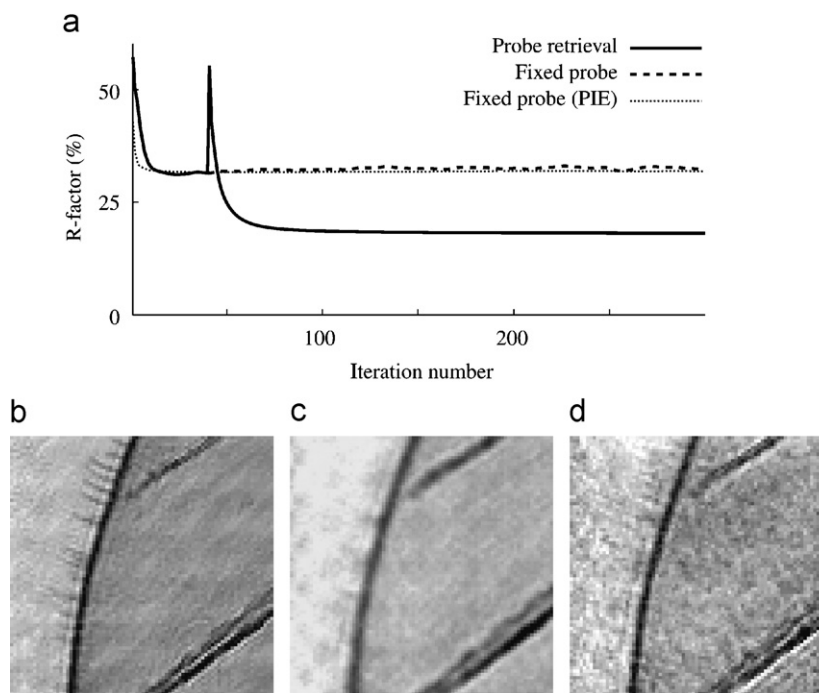 a
Probe retrieval
Fixed probe
Fixed probe (PIE)
50
25
0
R-factor (%)
100
200
Iteration number
b
c
d